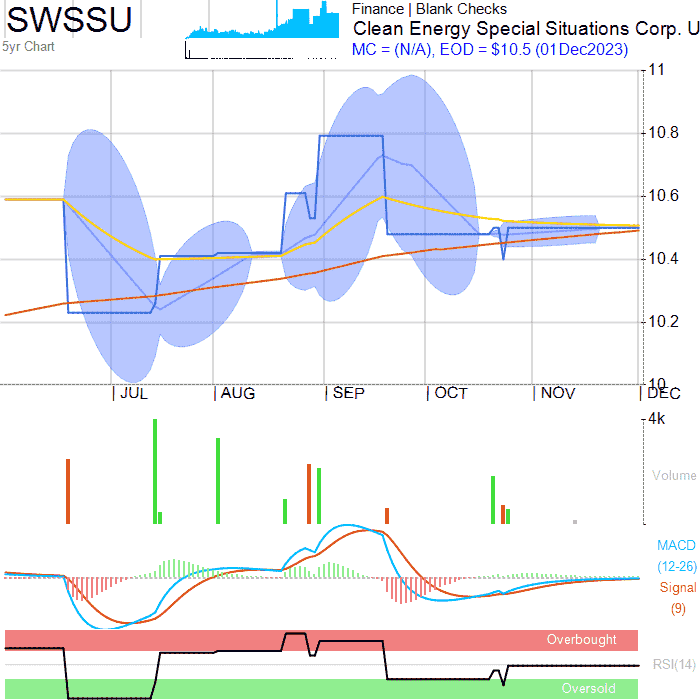 SWSSU
5yr Chart
Finance | Blank Checks
Clean Energy Special Situations Corp. U
MC = (N/A), EOD = $10.5 (01Dec2023)
11
10.8
10.6
10.4
10.2
10
JUL AUG SEP OCT NOV DEC
4k
Volume
MACD
(12-26)
Signal
(9)
Overbought
RSI(14)
Oversold